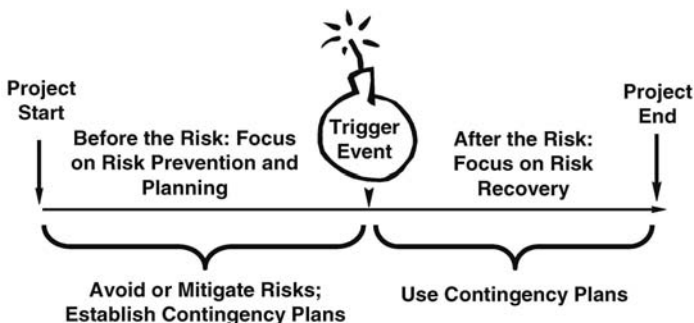 Project
Start
Before the Risk: Focus
on Risk Prevention and
Planning
Trigger
Event
After the Risk:
Focus on Risk
Recovery
Project
End
Avoid or Mitigate Risks;
Establish Contingency Plans
Use Contingency Plans